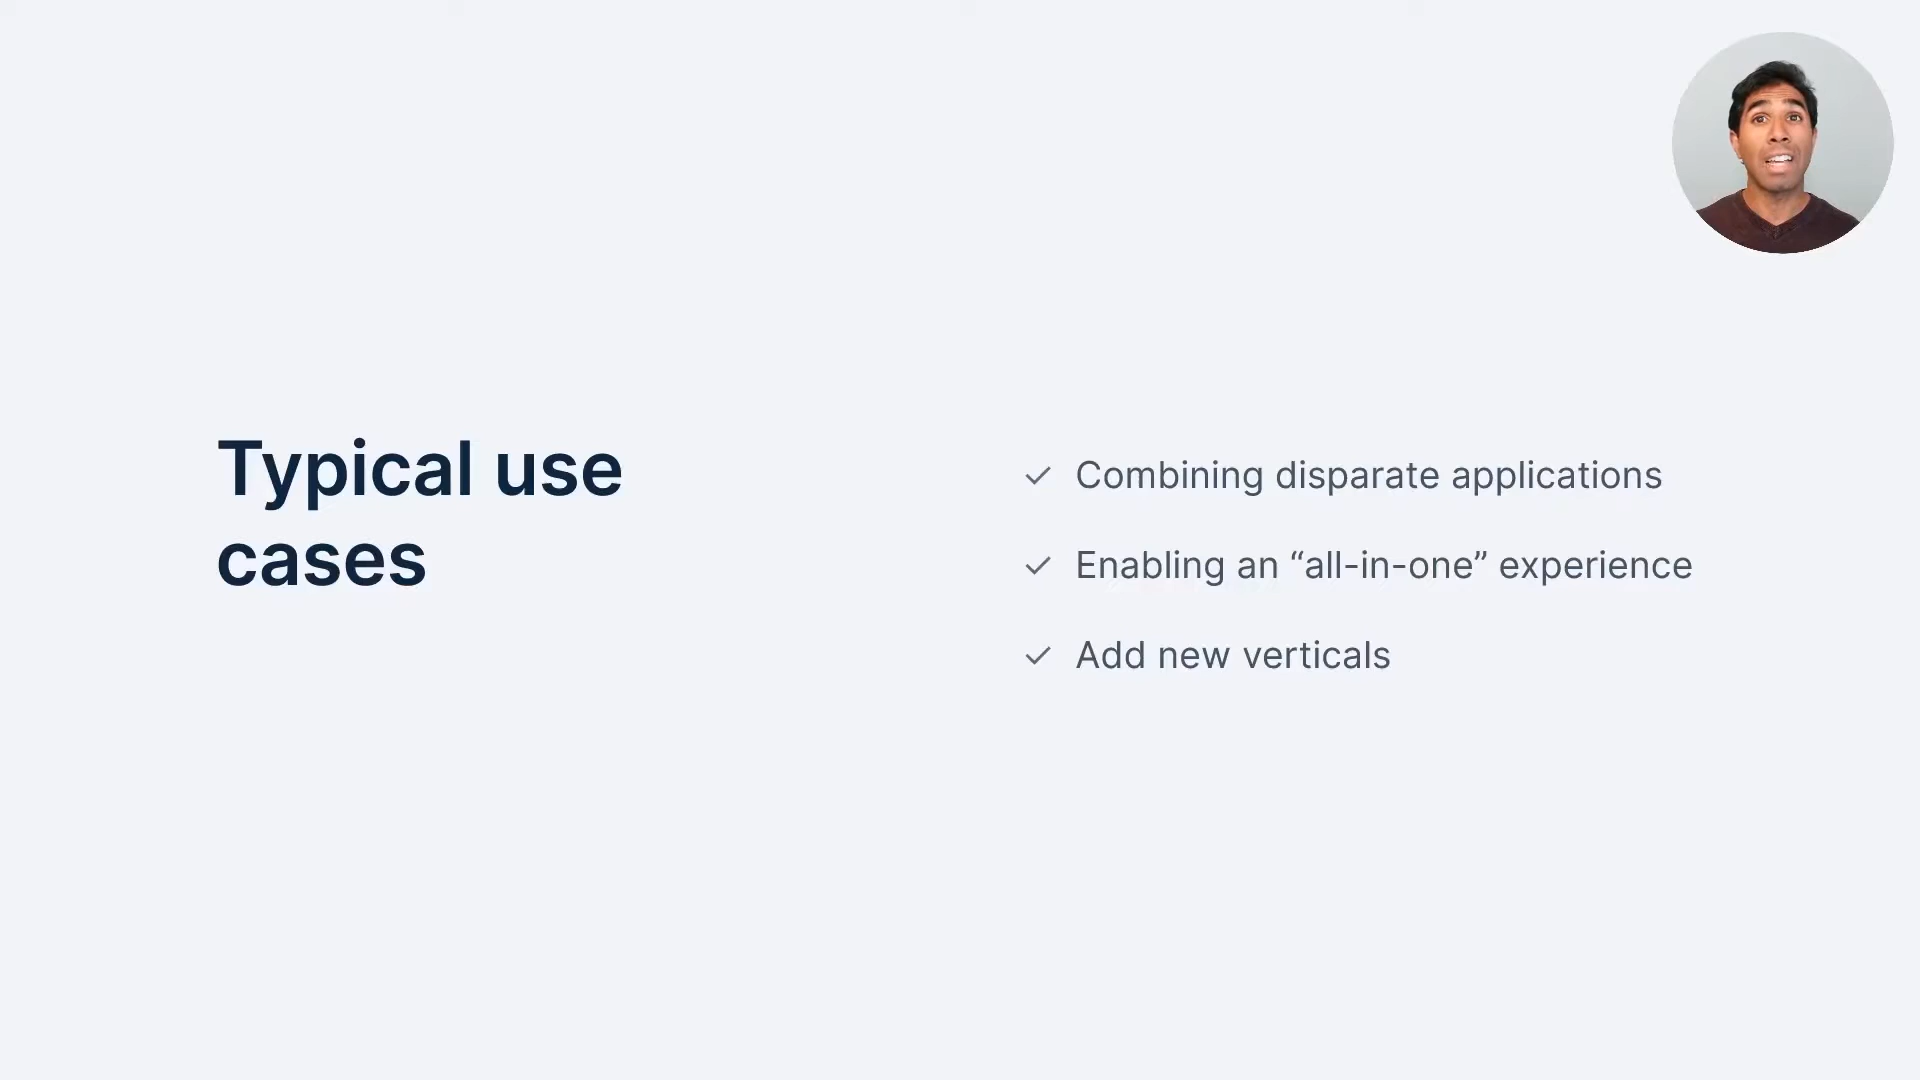 Typical use
cases
Combining disparate applications
Enabling an “all-in-one” experience
Add new verticals